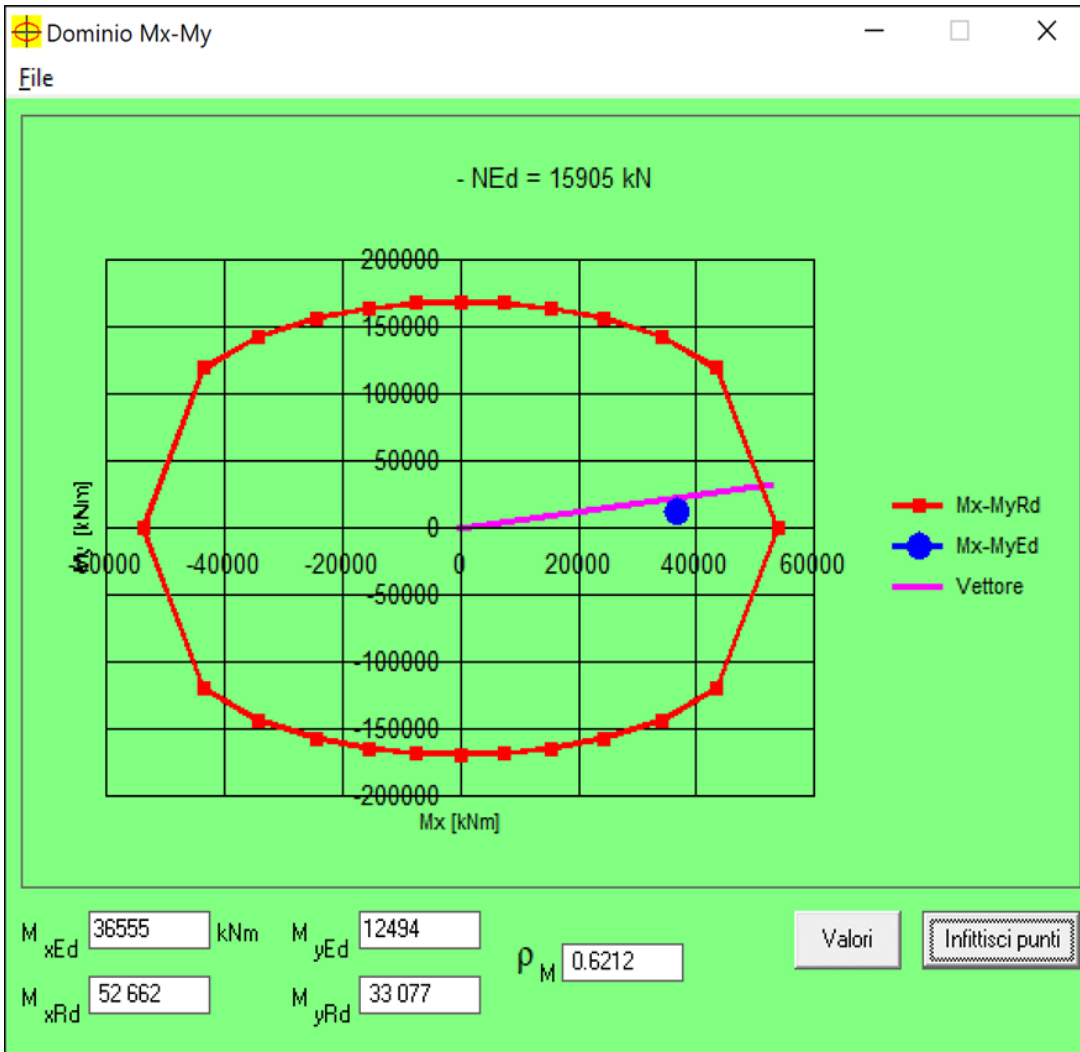 Dominio Mx-My
File
- NEd = 15905 kN
200000
150000
100000
50000
0
-50000
-100000
-150000
-200000
-40000 -20000 0 20000 40000 60000
Mx [kNm]
Mx-MyRd
Mx-MyEd
Vettore
M xEd 36555 kNm M yEd 12494
M xRd 52 662 M yRd 33 077
ρ M 0.6212
Valori
Infittisci punti